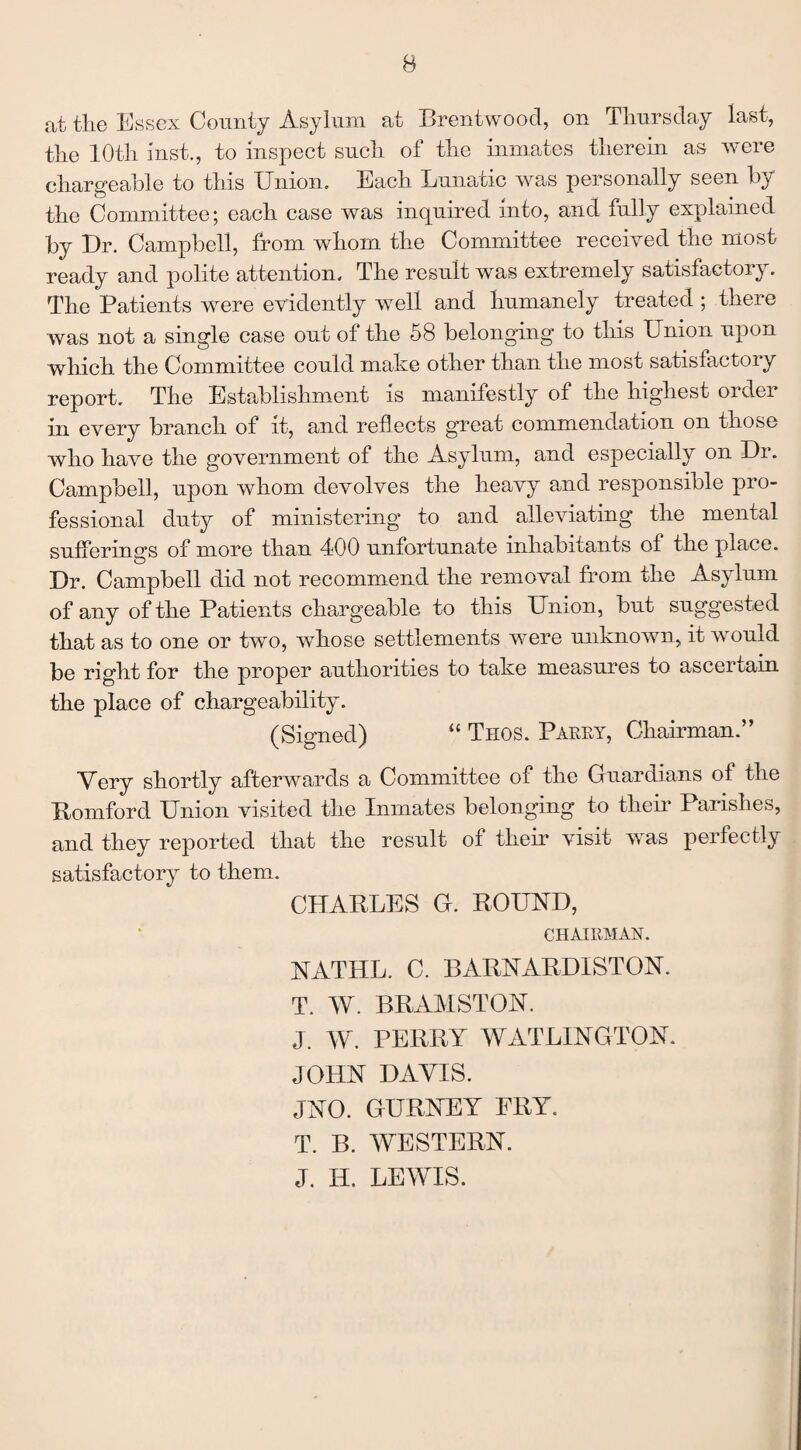 8
at the Essex County Asylum at Brentwood, on Thursday last,
the 10th inst., to inspect such of the inmates therein as were
chargeable to this Union. Each Lunatic was personally seen by
the Committee; each case was inquired into, and fully explained
by Dr. Campbell, from whom the Committee received the most
ready and polite attention. The result was extremely satisfactory.
The Patients were evidently well and humanely treated; there
was not a single case out of the 58 belonging to this Union upon
which the Committee could make other than the most satisfactory
report. The Establishment is manifestly of the highest order
in every branch of it, and reflects great commendation on those
who have the government of the Asylum, and especially on Dr.
Campbell, upon whom devolves the heavy and responsible pro-
fessional duty of ministering to and alleviating the mental
sufferings of more than 400 unfortunate inhabitants of the place.
Dr. Campbell did not recommend the removal from the Asylum
of any of the Patients chargeable to this Union, but suggested
that as to one or two, whose settlements were unknown, it would
be right for the proper authorities to take measures to ascertain
the place of chargeability.
(Signed) “Thos. Parry, Chairman.”
Very shortly afterwards a Committee of the Guardians of the
Romford Union visited the Inmates belonging to their Parishes,
and they reported that the result of their visit was perfectly
satisfactory to them.
CHARLES G. ROUND,
CHAIRMAN.
NATHL. C. BARNARDISTON.
T. W. BRAMSTON.
J. W. PERRY WATLINGTON.
JOHN DAVIS.
JNO. GURNEY FRY.
T. B. WESTERN.
J. H. LEWIS.